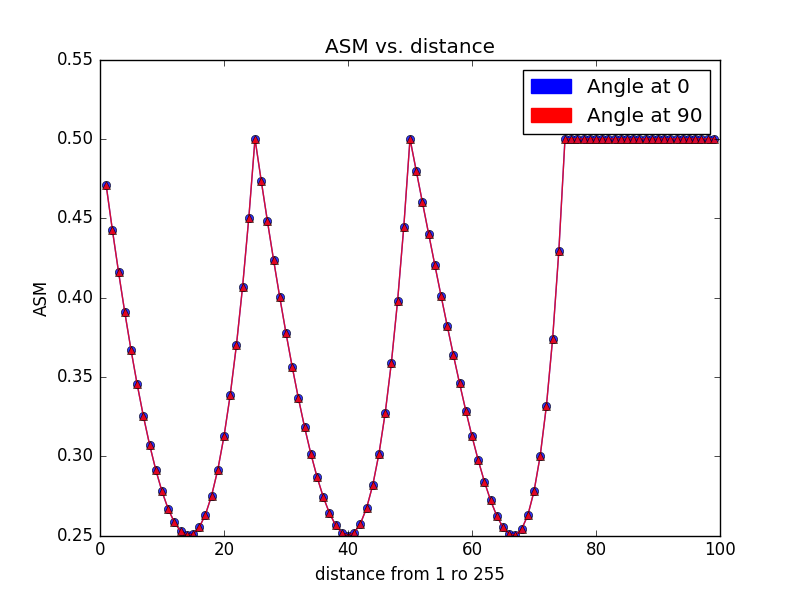 ASM vs. distance
Angle at 0
Angle at 90
0.55
0.50
0.45
0.40
0.35
0.30
0.25
ASM
0
20
40
60
80
100
distance from 1 ro 255